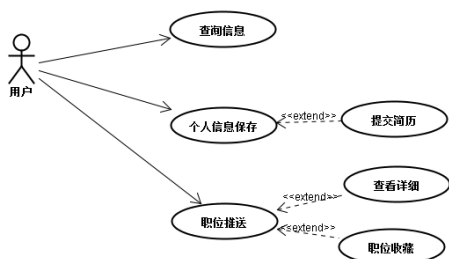 查询信息
用户
个人信息保存
<<extend>>
提交简历
查看详细
<<extend>>
职位推送
<<extend>>
职位收藏